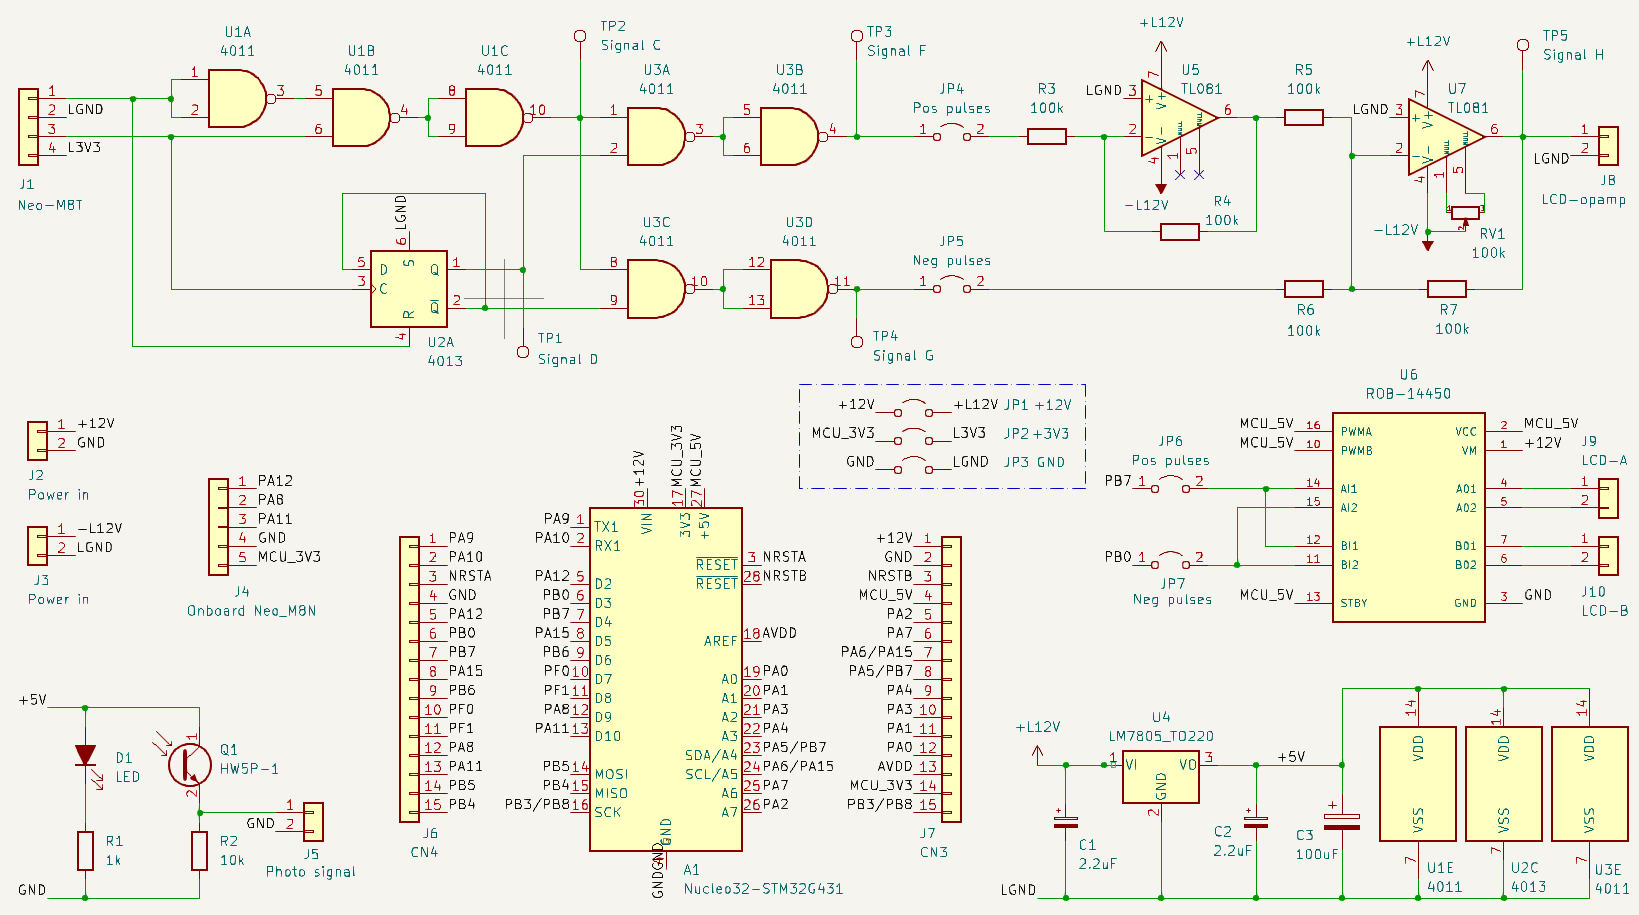 U1A
4011
1
2
3
U1B
4011
5
6
4
U1C
4011
8
9
10
TP2
Signal C
U3A
4011
1
2
3
U3B
4011
5
6
4
TP3
Signal F
JP4
Pos pulses
1
2
R3
100k
+L12V
U5
TL081
LGND
3
2
7
6
4
1
5
V+
V-
-L12V
R4
100k
R5
100k
+L12V
U7
TL081
LGND
3
2
7
6
4
1
5
V+
V-
-L12V
RV1
100k
TP5
Signal H
1
2
LGND
J8
LCD-opamp
1
2 LGND
3
4 L3V3
J1
Neo-M8T
LGND
6
5
3
D
C
S
R
Q
Q
1
2
4
U2A
4013
TP1
Signal D
U3C
4011
8
9
10
U3D
4011
12
13
11
JP5
Neg pulses
1
2
TP4
Signal G
R6
100k
R7
100k
+12V +L12V JP1 +12V
MCU_3V3 L3V3 JP2 +3V3
GND LGND JP3 GND
1 +12V
2 GND
J2
Power in
1 -L12V
2 LGND
J3
Power in
1 PA12
2 PA8
3 PA11
4 GND
5 MCU_3V3
J4
Onboard Neo_M8N
1 PA9
2 PA10
3 NRSTA
4 GND
5 PA12
6 PB0
7 PB7
8 PA15
9 PB6
10 PF0
11 PF1
12 PA8
13 PA11
14 PB5
15 PB4
J6
CN4
+12V
30
VIN
MCU_3V3
17
3V3
MCU_5V
27
+5V
PA9 1 TX1
PA10 2 RX1
PA12 5 D2
PB0 6 D3
PB7 7 D4
PA15 8 D5
PB6 9 D6
PF0 10 D7
PF1 11 D8
PA8 12 D9
PA11 13 D10
PB5 14 MOSI
PB4 15 MISO
PB3/PB8 16 SCK
RESET 3 NRSTA
RESET 28 NRSTB
AREF 18 AVDD
A0 19 PA0
A1 20 PA1
A2 21 PA3
A3 22 PA4
SDA/A4 23 PA5/PB7
SCL/A5 24 PA6/PA15
A6 25 PA7
A7 26 PA2
GND
4
GND
GND
A1
Nucleo32-STM32G431
+12V 1
GND 2
NRSTB 3
MCU_5V 4
PA2 5
PA7 6
PA6/PA15 7
PA5/PB7 8
PA4 9
PA3 10
PA1 11
PA0 12
AVDD 13
MCU_3V3 14
PB3/PB8 15
J7
CN3
U6
ROB-14450
MCU_5V 16 PWMA
MCU_5V 10 PWMB
14 AI1
15 AI2
12 BI1
11 BI2
MCU_5V 13 STBY
VCC 2 MCU_5V
VM 1 +12V
A01 4
A02 5
B01 7
B02 6
GND 3 GND
JP6
Pos pulses
PB7 1 2
PB0 1 2
JP7
Neg pulses
J9
LCD-A
1
2
1
2
J10
LCD-B
+5V
D1
LED
Q1
HW5P-1
1
2
R1
1k
R2
10k
GND
1
GND 2
J5
Photo signal
+L12V
U4
LM7805_TO220
1
VI
VO
3
GND
2
+5V
C1
2.2uF
C2
2.2uF
C3
100uF
LGND
14
VDD
VSS
7
U1E
4011
14
VDD
VSS
7
U2C
4013
14
VDD
VSS
7
U3E
4011